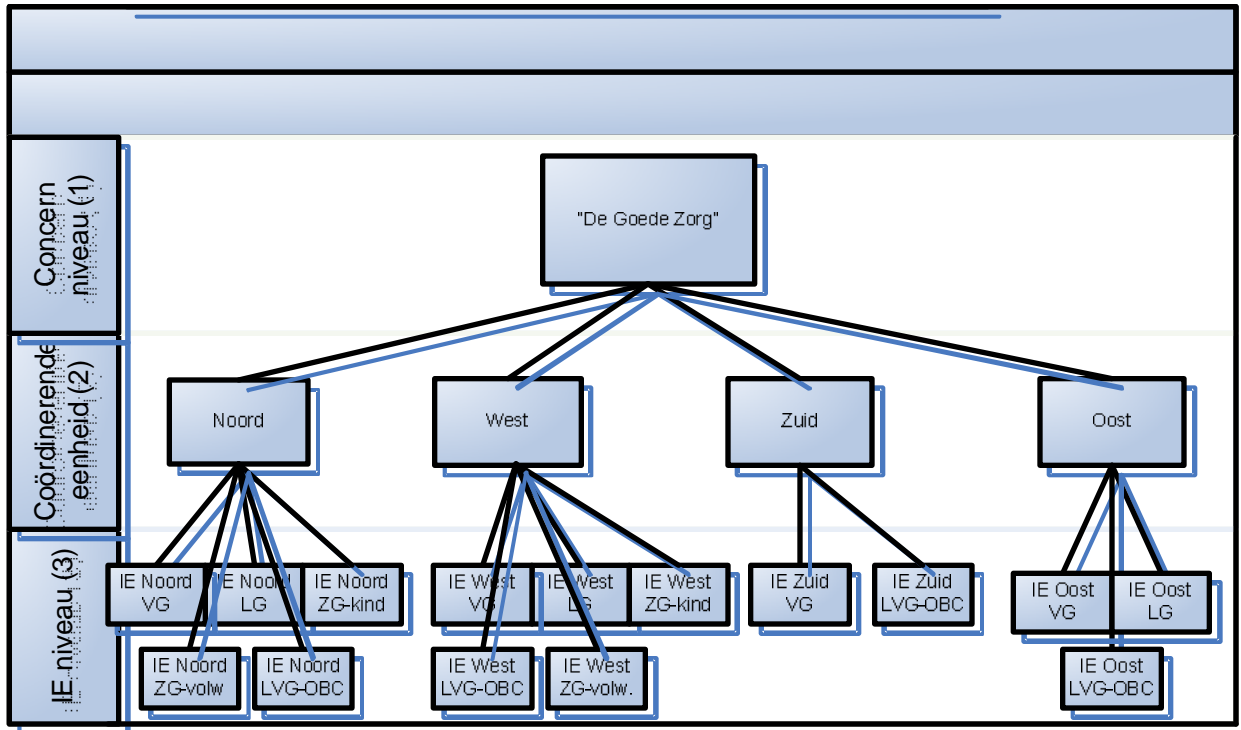 Concern
niveau (1)
"De Goede Zorg"
Coördinerende
eenheid (2)
Noord
West
Zuid
Oost
IE niveau (3)
IE Noord
VG
IE Noord
LG
IE Noord
ZG-kind
IE West
VG
IE West
LG
IE West
ZG-kind
IE Zuid
VG
IE Zuid
LVG-OBC
IE Oost
VG
IE Oost
LG
IE Noord
ZG-volw
IE Noord
LVG-OBC
IE West
LVG-OBC
IE West
ZG-volw.
IE Oost
LVG-OBC